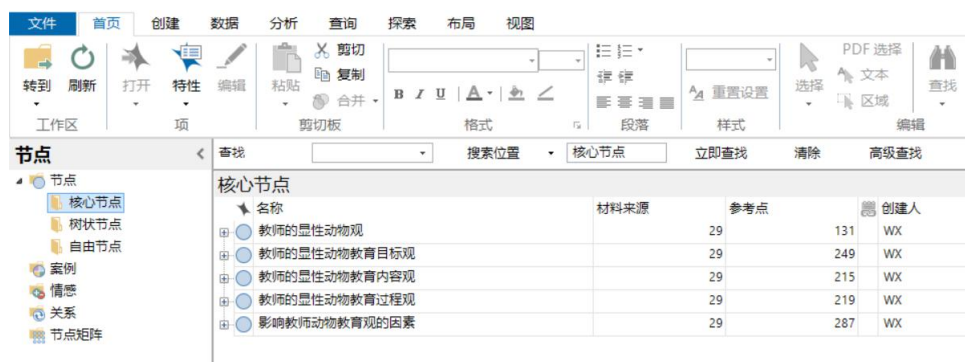 文件 首页 创建 数据 分析 查询 探索 布局 视图
剪切
PDF 选择
复制
文本
转到 刷新 打开 特性 编辑 粘贴 合并 B I U A 重置设置 选择 区域 查找
工作区 项 剪切板 格式 段落 样式 编辑
节点 查找 搜索位置 核心节点 立即查找 清除 高级查找
节点
核心节点
树状节点
自由节点
案例
情感
关系
节点矩阵
核心节点
名称 材料来源 参考点 创建人
教师的显性动物观 29 131 WX
教师的显性动物教育目标观 29 249 WX
教师的显性动物教育内容观 29 215 WX
教师的显性动物教育过程观 29 219 WX
影响教师动物教育观的因素 29 287 WX